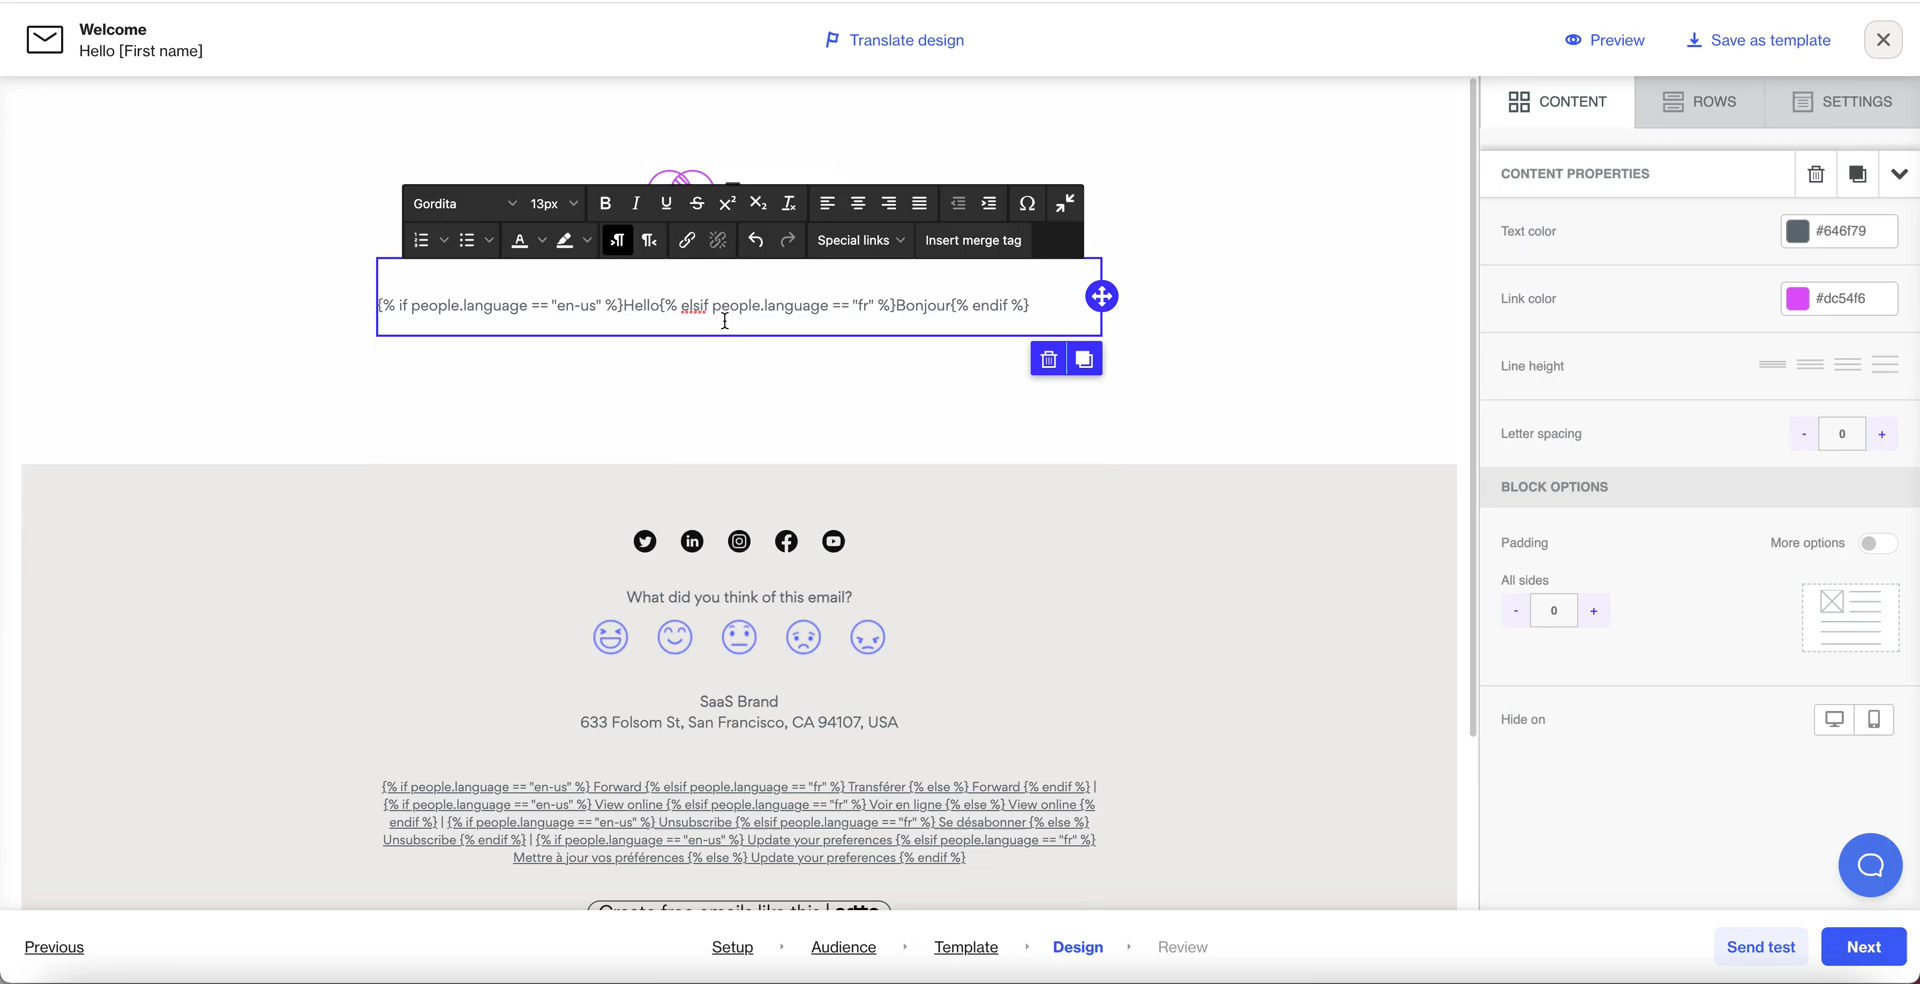 Welcome
Hello [First name]
Translate design
Preview
Save as template
CONTENT
ROWS
SETTINGS
CONTENT PROPERTIES
Gordita
13px
Special links
Insert merge tag
{% if people.language == "en-us" %}Hello{% elsif people.language == "fr" %}Bonjour{% endif %}
Text color
#646f79
Link color
#dc54f6
Line height
Letter spacing
- 0 +
BLOCK OPTIONS
Padding
More options
All sides
- 0 +
Hide on
What did you think of this email?
SaaS Brand
633 Folsom St, San Francisco, CA 94107, USA
{% if people.language == "en-us" %} Forward {% elsif people.language == "fr" %} Transférer {% else %} Forward {% endif %} |
{% if people.language == "en-us" %} View online {% elsif people.language == "fr" %} Voir en ligne {% else %} View online {%
endif %} | {% if people.language == "en-us" %} Unsubscribe {% elsif people.language == "fr" %} Se désabonner {% else %}
Unsubscribe {% endif %} | {% if people.language == "en-us" %} Update your preferences {% elsif people.language == "fr" %}
Mettre à jour vos préférences {% else %} Update your preferences {% endif %}
Create free emails like this |
Previous
Setup
Audience
Template
Design
Review
Send test
Next